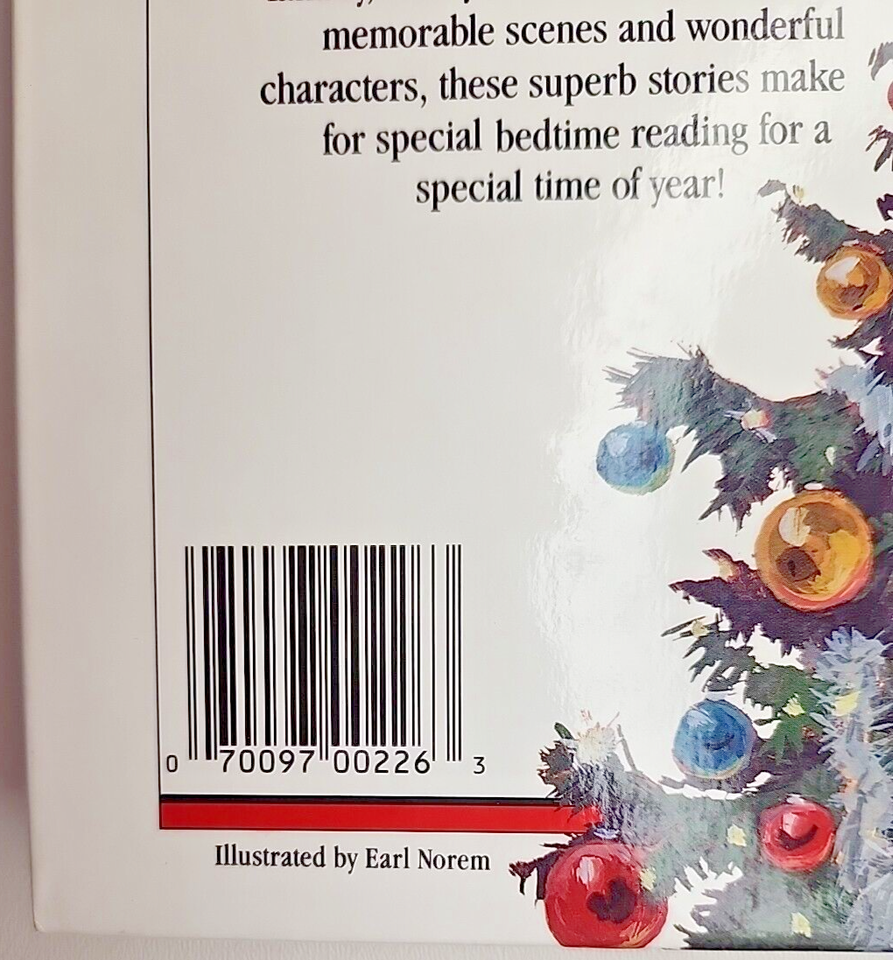 memorable scenes and wonderful
characters, these superb stories make
for special bedtime reading for a
special time of year!
0 70097 00226 3
Illustrated by Earl Norem